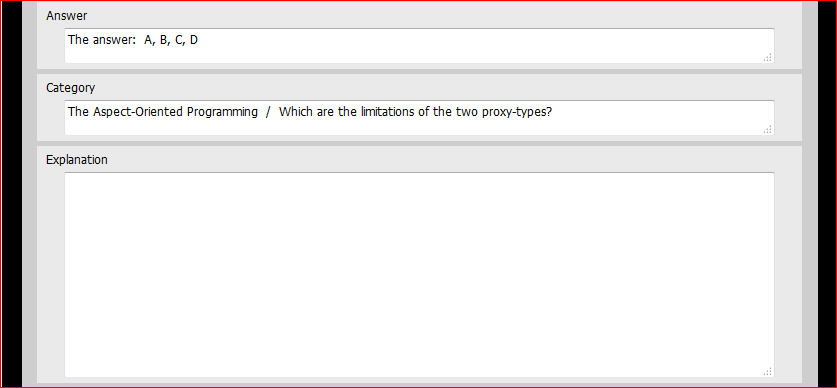 Answer
The answer:  A, B, C, D
Category
The Aspect-Oriented Programming  /  Which are the limitations of the two proxy-types?
Explanation